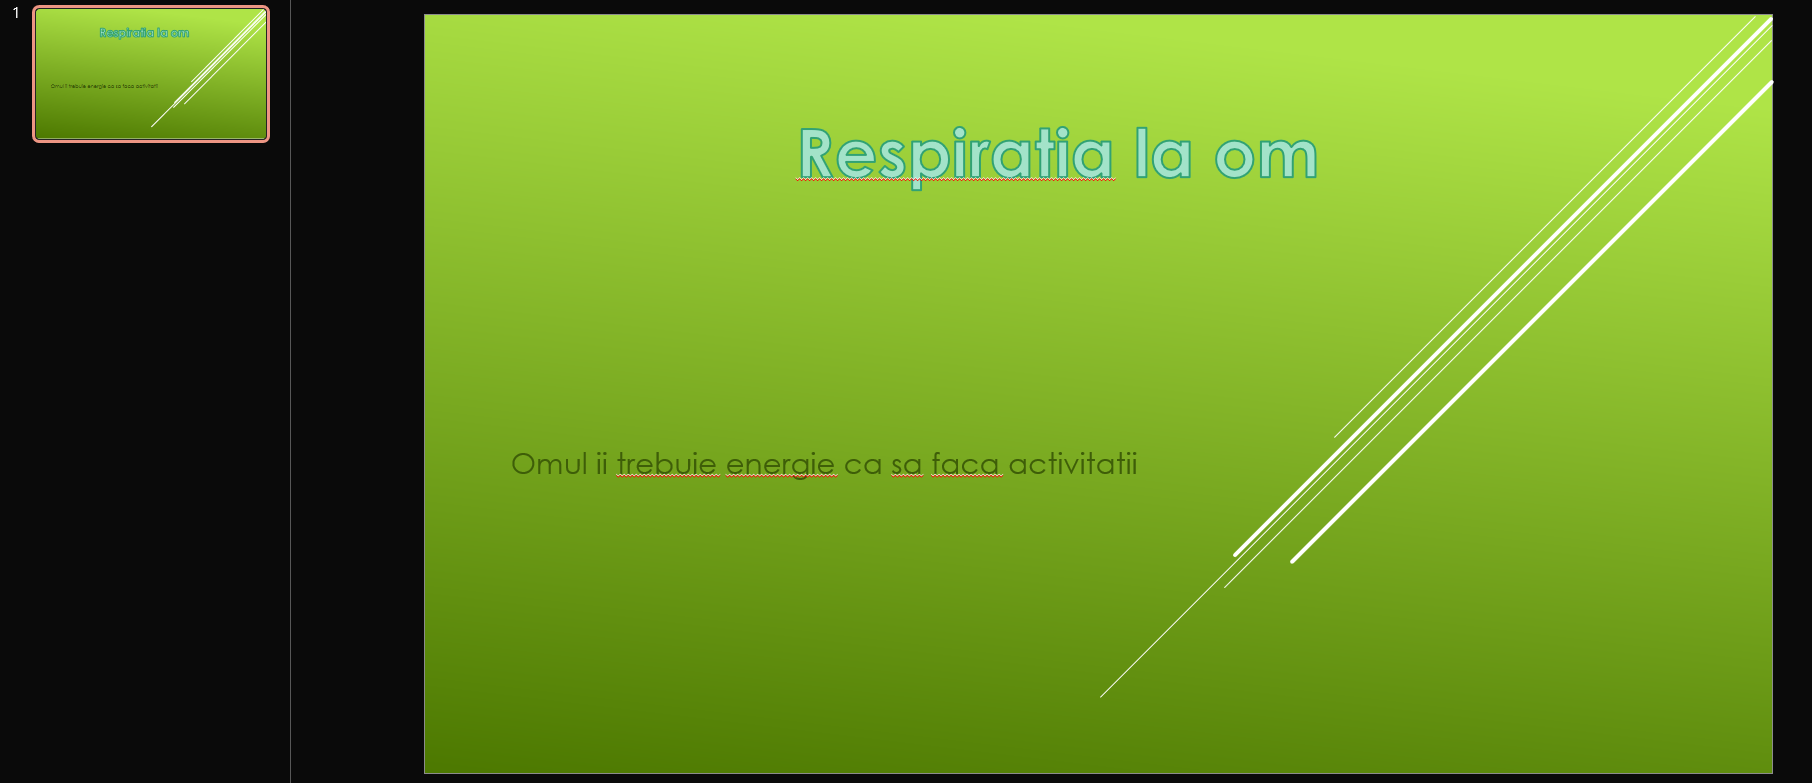 1
Respiratia la om
Omul ii trebuie energie ca sa faca activitatii
Respiratia la om
Omul ii trebuie energie ca sa faca activitatii